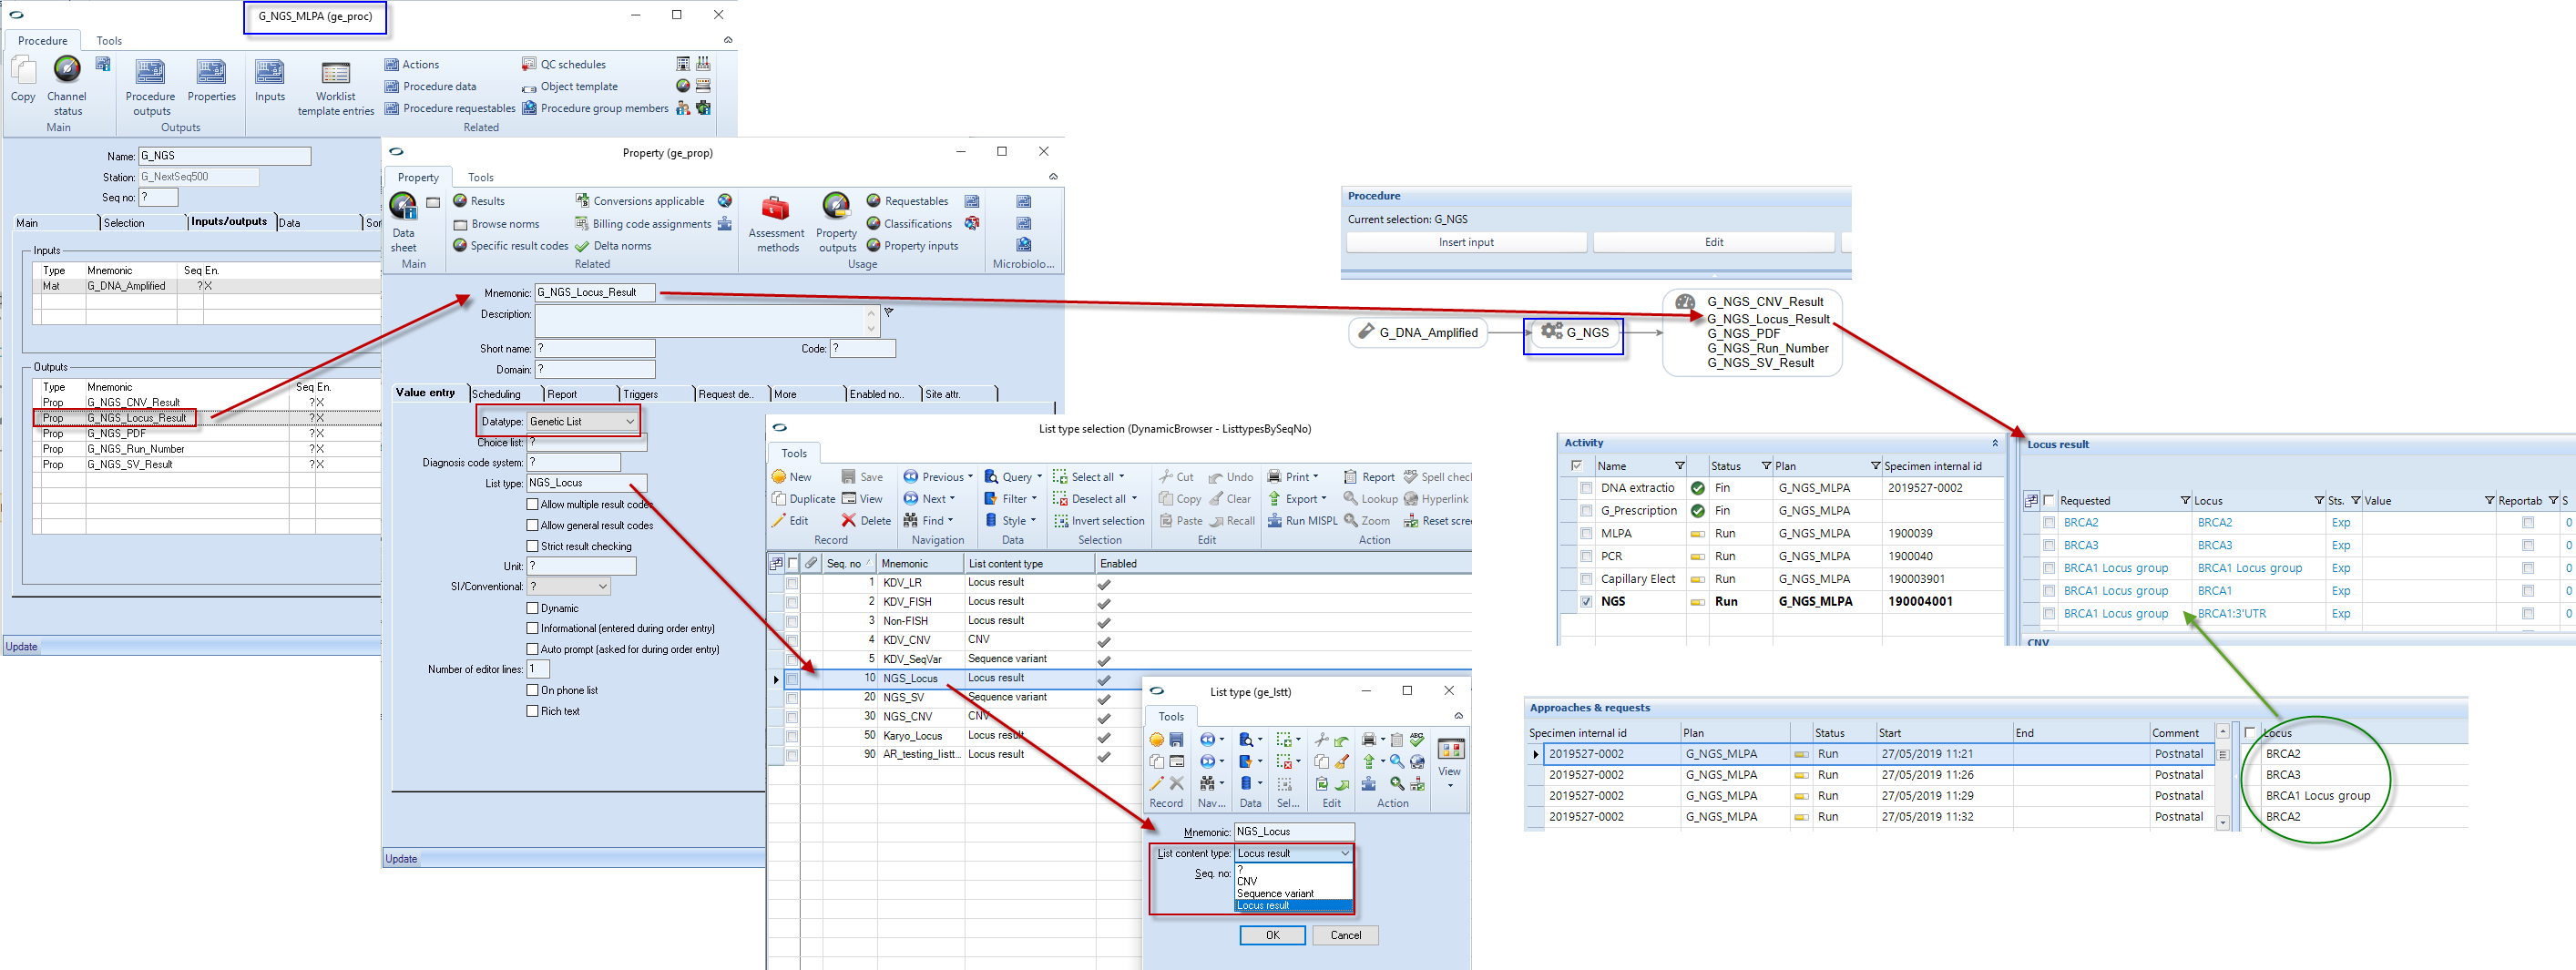 G_NGS_MLPA (ge_proc)
Procedure Tools
Copy Channel status Procedure outputs Properties Inputs Worklist template entries
Actions QC schedules
Procedure data Object template
Procedure requestables Procedure group members
Main Outputs Related
Name: G_NGS
Station: G_NextSeq500
Seq no: ?
Main Selection Inputs/outputs Data Sor
Inputs
Type Mnemonic Seq En.
Mat G_DNA_Amplified ? X
Outputs
Type Mnemonic Seq En.
Prop G_NGS_CNV_Result ? X
Prop G_NGS_Locus_Result ? X
Prop G_NGS_PDF ? X
Prop G_NGS_Run_Number ? X
Prop G_NGS_SV_Result ? X
Update
Property (ge_prop)
Property Tools
Data sheet
Results Conversions applicable
Browse norms Billing code assignments
Specific result codes Delta norms
Assessment methods Property outputs
Requestables
Classifications
Property inputs
Main Related Usage Microbiolo...
Mnemonic: G_NGS_Locus_Result
Description:
Short name: ? Code: ?
Domain: ?
Value entry Scheduling Report Triggers Request de.. More Enabled no.. Site attr.
Datatype: Genetic List
Choice list: ?
Diagnosis code system: ?
List type: NGS_Locus
Allow multiple result codes
Allow general result codes
Strict result checking
Unit: ?
SI/Conventional: ?
Dynamic
Informational (entered during order entry)
Auto prompt (asked for during order entry)
Number of editor lines: 1
On phone list
Rich text
Update
List type selection (DynamicBrowser - ListtypesBySeqNo)
Tools
New Save Previous Query Select all Cut Undo Print Report Spell chec
Duplicate View Next Filter Deselect all Copy Clear Export Lookup Hyperlink
Edit Delete Find Style Invert selection Paste Recall Run MISPL Zoom Reset scre
Record Navigation Data Selection Edit Action
Seq. no Mnemonic List content type Enabled
1 KDV_LR Locus result
2 KDV_FISH Locus result
3 Non-FISH Locus result
4 KDV_CNV CNV
5 KDV_SeqVar Sequence variant
10 NGS_Locus Locus result
20 NGS_SV Sequence variant
30 NGS_CNV CNV
50 Karyo_Locus Locus result
90 AR_testing_listt... Locus result
List type (ge_lstt)
Tools
View
Record Nav... Data Sel... Edit Action
Mnemonic: NGS_Locus
List content type: Locus result
Seq. no: ?
CNV
Sequence variant
Locus result
OK Cancel
Procedure
Current selection: G_NGS
Insert input Edit
G_DNA_Amplified G_NGS
G_NGS_CNV_Result
G_NGS_Locus_Result
G_NGS_PDF
G_NGS_Run_Number
G_NGS_SV_Result
Activity
Name Status Plan Specimen internal id
DNA extractio Fin G_NGS_MLPA 2019527-0002
G_Prescription Fin G_NGS_MLPA
MLPA Run G_NGS_MLPA 1900039
PCR Run G_NGS_MLPA 1900040
Capillary Elect Run G_NGS_MLPA 190003901
NGS Run G_NGS_MLPA 190004001
Locus result
Requested Locus Sts. Value Reportab S
BRCA2 BRCA2 Exp 0
BRCA3 BRCA3 Exp 0
BRCA1 Locus group BRCA1 Locus group Exp 0
BRCA1 Locus group BRCA1 Exp 0
BRCA1 Locus group BRCA1:3'UTR Exp 0
CNV
Approaches & requests
Specimen internal id Plan Status Start End Comment
2019527-0002 G_NGS_MLPA Run 27/05/2019 11:21 Postnatal
2019527-0002 G_NGS_MLPA Run 27/05/2019 11:26 Postnatal
2019527-0002 G_NGS_MLPA Run 27/05/2019 11:29 Postnatal
2019527-0002 G_NGS_MLPA Run 27/05/2019 11:32 Postnatal
Locus
BRCA2
BRCA3
BRCA1 Locus group
BRCA2